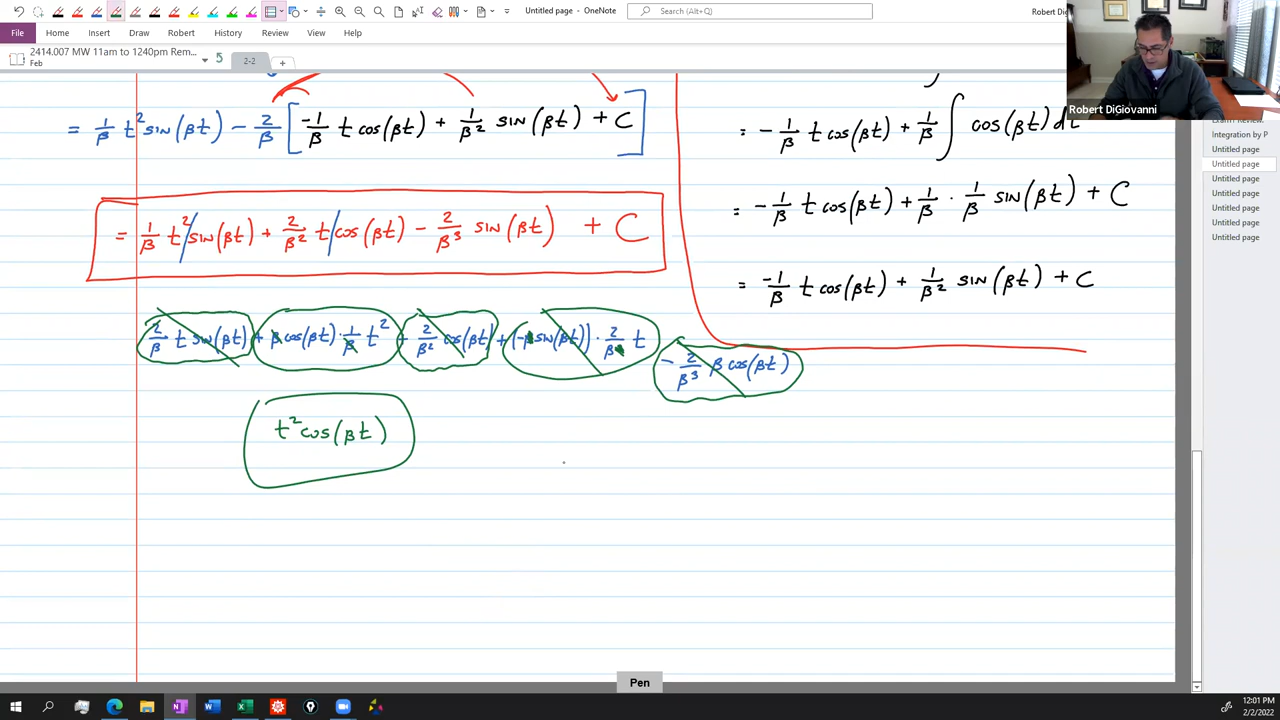 Untitled page - OneNote
Search (Alt+Q)
Robert D
File Home Insert Draw Robert History Review View Help
2414.007 MW 11am to 1240pm Rem...
Feb
5
2-2
Robert DiGiovanni
Integration by P
Untitled page
Untitled page
Untitled page
Untitled page
Untitled page
Untitled page
Untitled page
= 1/β t² sin(βt) - 2/β [ -1/β t cos(βt) + 1/β² sin(βt) + C ]
= 1/β t² sin(βt) + 2/β² t cos(βt) - 2/β³ sin(βt) + C
2/β t sin(βt) + β cos(βt) · 1/β t² + 2/β² cos(βt) + (-β sin(βt)) · 2/β² t
- 2/β³ β cos(βt)
t² cos(βt)
= -1/β t cos(βt) + 1/β ∫ cos(βt) dt
= -1/β t cos(βt) + 1/β · 1/β sin(βt) + C
= -1/β t cos(βt) + 1/β² sin(βt) + C
Pen
12:01 PM
2/2/2022